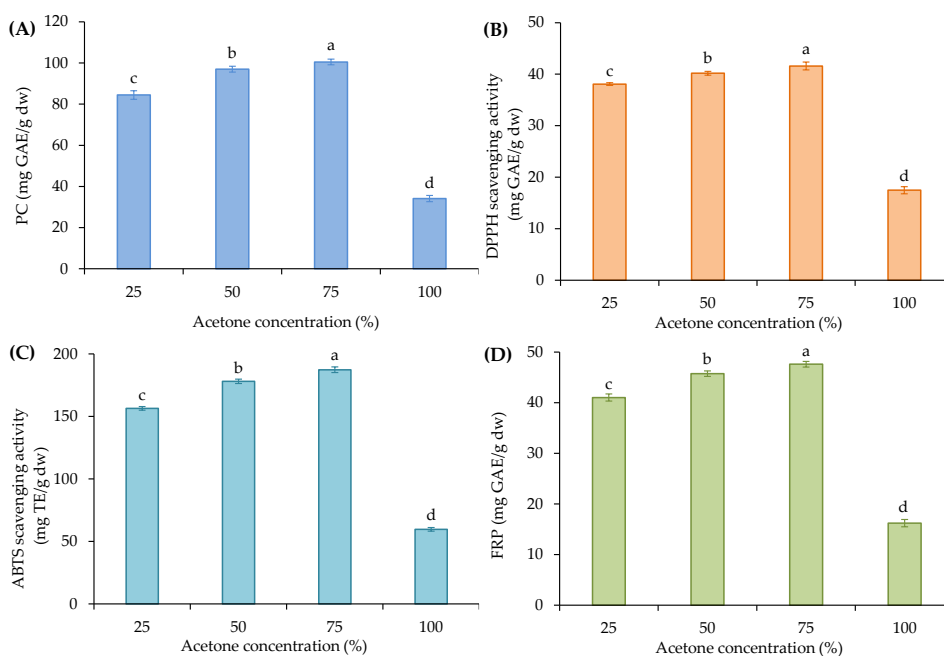 (A)
PC (mg GAE/g dw)
120
100
80
60
40
20
0
c
b
a
d
25 50 75 100
Acetone concentration (%)
(B)
DPPH scavenging activity
(mg GAE/g dw)
50
40
30
20
10
0
c
b
a
d
25 50 75 100
Acetone concentration (%)
(C)
ABTS scavenging activity
(mg TE/g dw)
200
150
100
50
0
c
b
a
d
25 50 75 100
Acetone concentration (%)
(D)
FRP (mg GAE/g dw)
50
40
30
20
10
0
c
b
a
d
25 50 75 100
Acetone concentration (%)